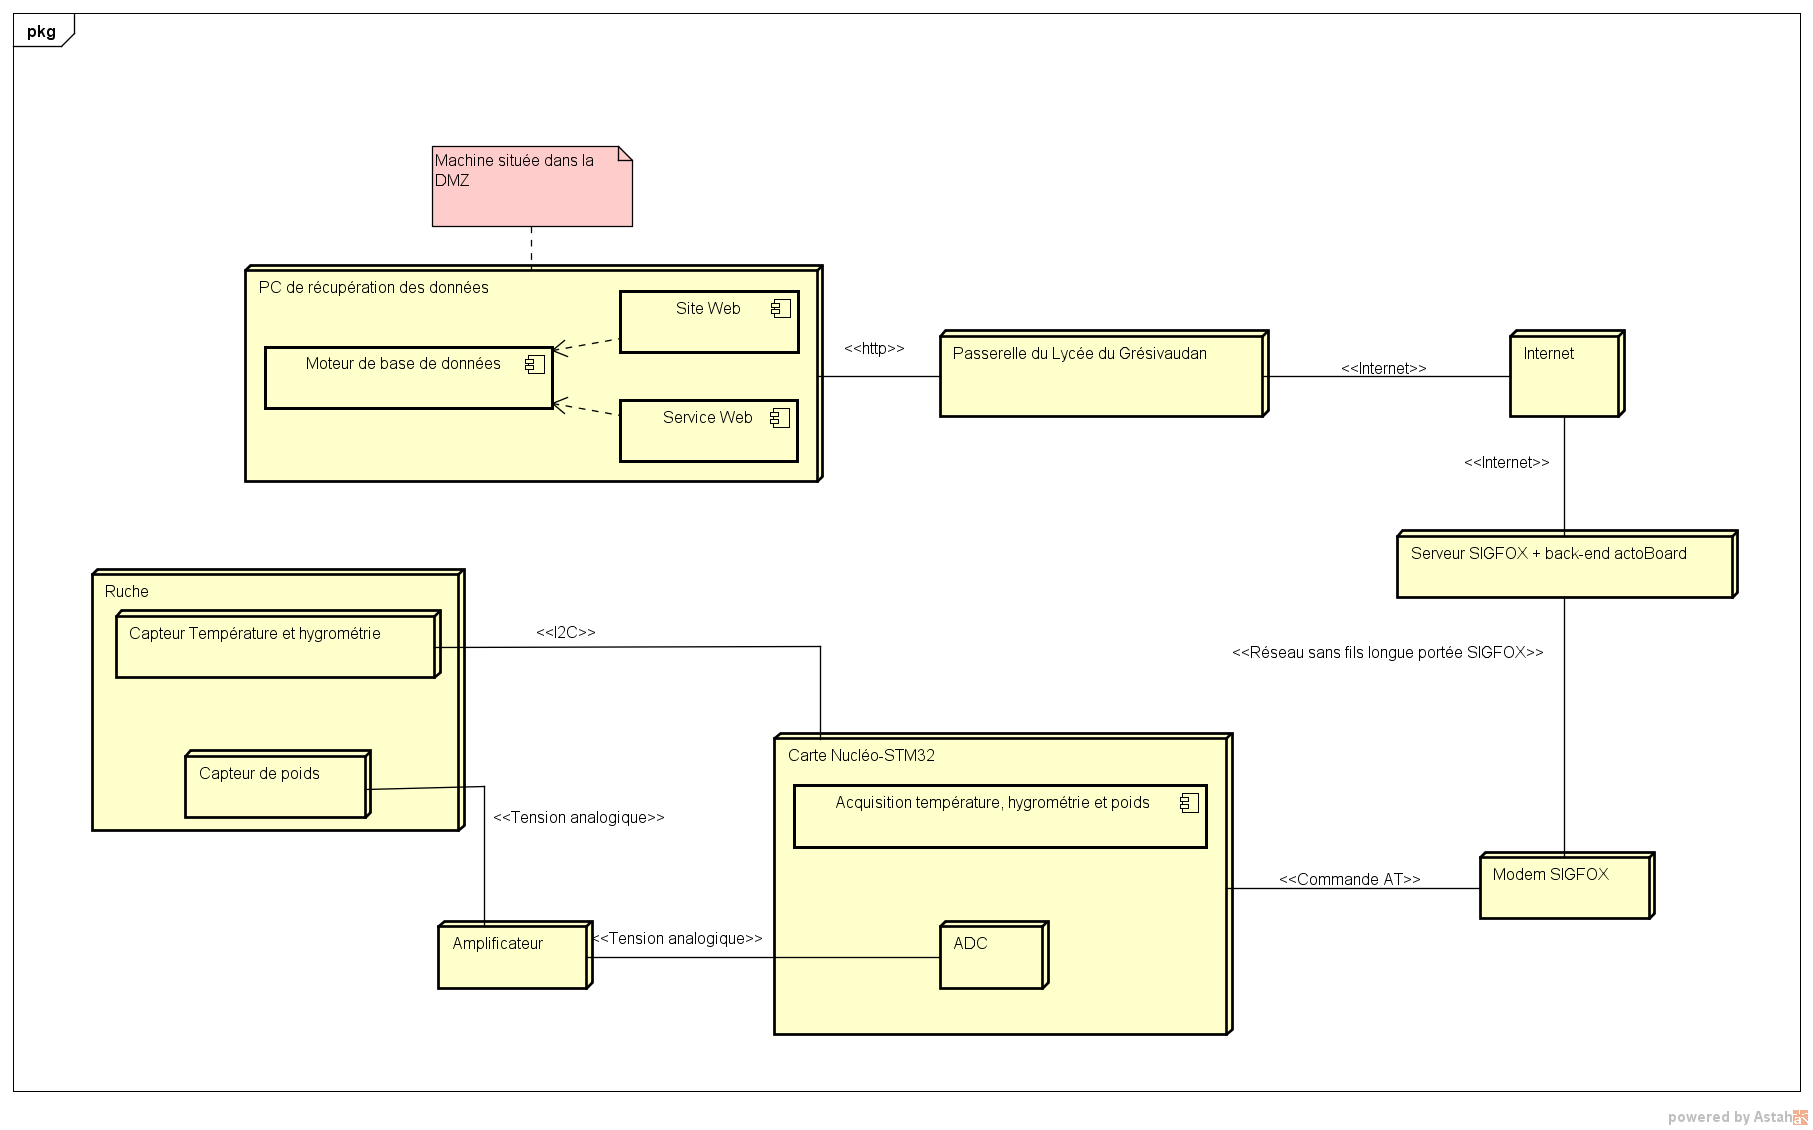 pkg
Machine située dans la
DMZ
PC de récupération des données
Site Web
Moteur de base de données
Service Web
<<http>>
Passerelle du Lycée du Grésivaudan
<<Internet>>
Internet
<<Internet>>
Serveur SIGFOX + back-end actoBoard
<<Réseau sans fils longue portée SIGFOX>>
Ruche
Capteur Température et hygrométrie
<<I2C>>
Capteur de poids
<<Tension analogique>>
Carte Nucléo-STM32
Acquisition température, hygrométrie et poids
<<Commande AT>>
Modem SIGFOX
Amplificateur
<<Tension analogique>>
ADC
powered by Astah